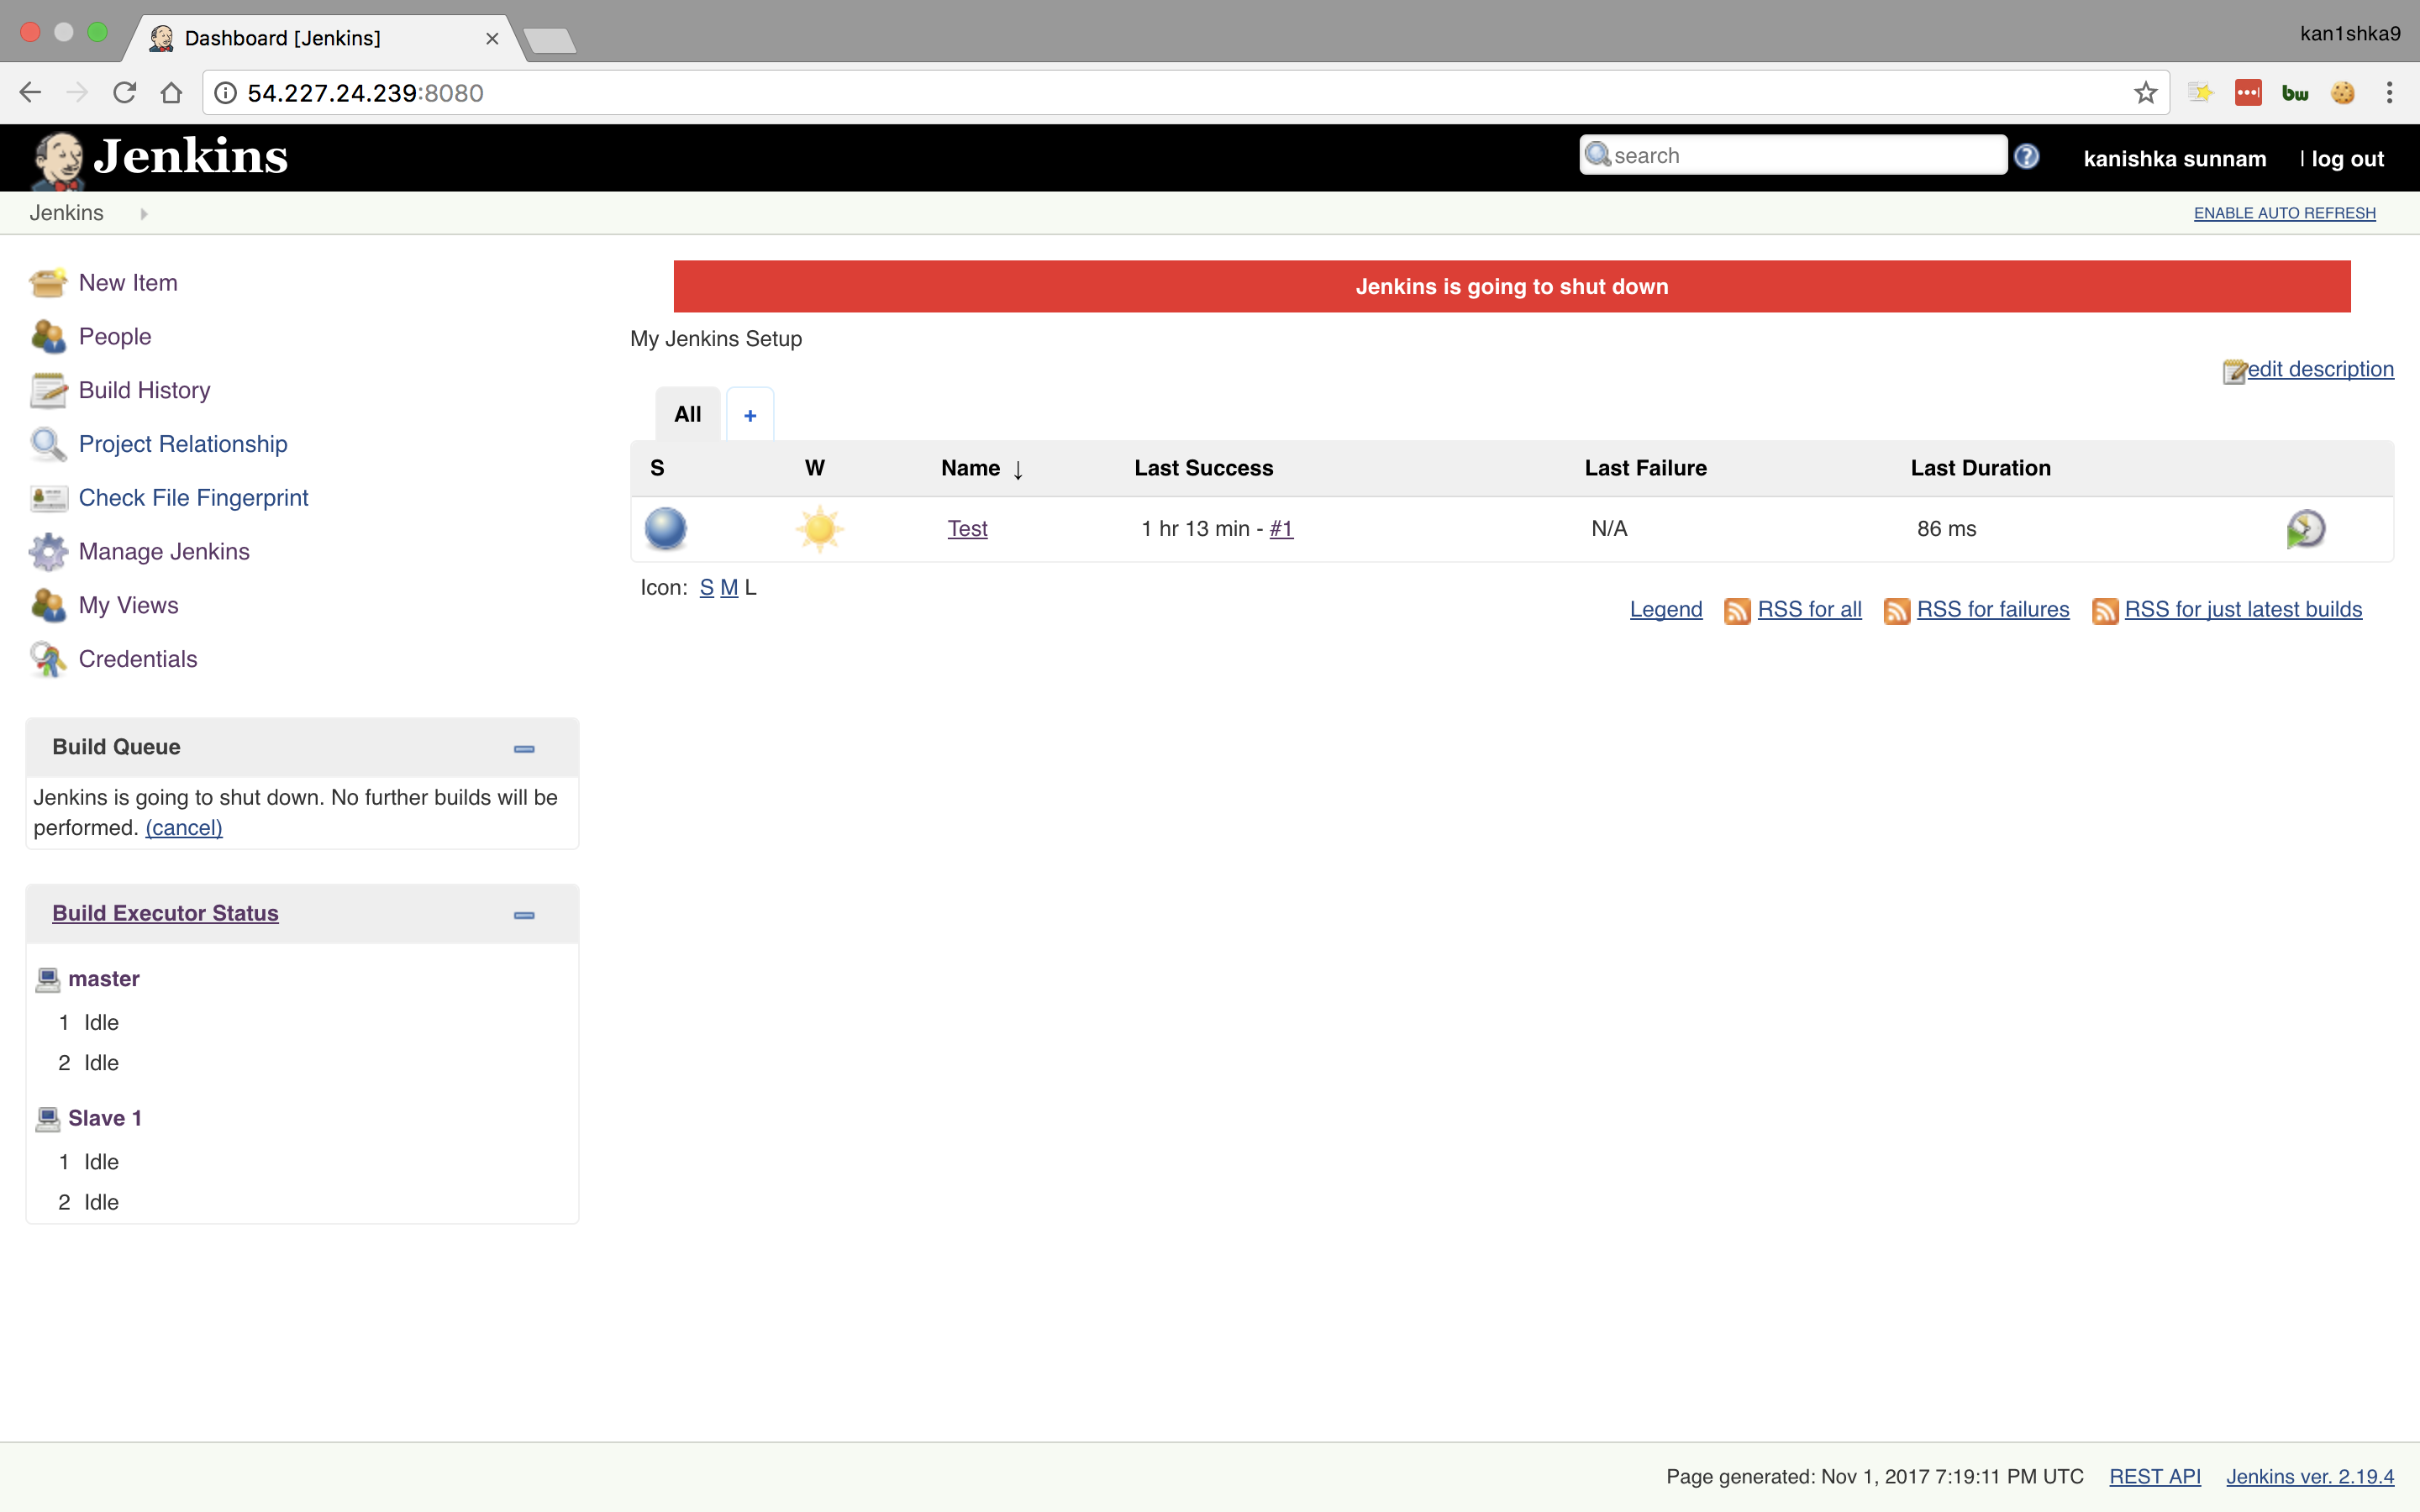 Dashboard [Jenkins]
kan1shka9
54.227.24.239:8080
bw
Jenkins
search
kanishka sunnam | log out
Jenkins
ENABLE AUTO REFRESH
New Item
People
Build History
Project Relationship
Check File Fingerprint
Manage Jenkins
My Views
Credentials
Jenkins is going to shut down
My Jenkins Setup
edit description
All +
S W Name ↓ Last Success Last Failure Last Duration
Test 1 hr 13 min - #1 N/A 86 ms
Icon: S M L
Legend RSS for all RSS for failures RSS for just latest builds
Build Queue
Jenkins is going to shut down. No further builds will be
performed. (cancel)
Build Executor Status
master
1 Idle
2 Idle
Slave 1
1 Idle
2 Idle
Page generated: Nov 1, 2017 7:19:11 PM UTC REST API Jenkins ver. 2.19.4